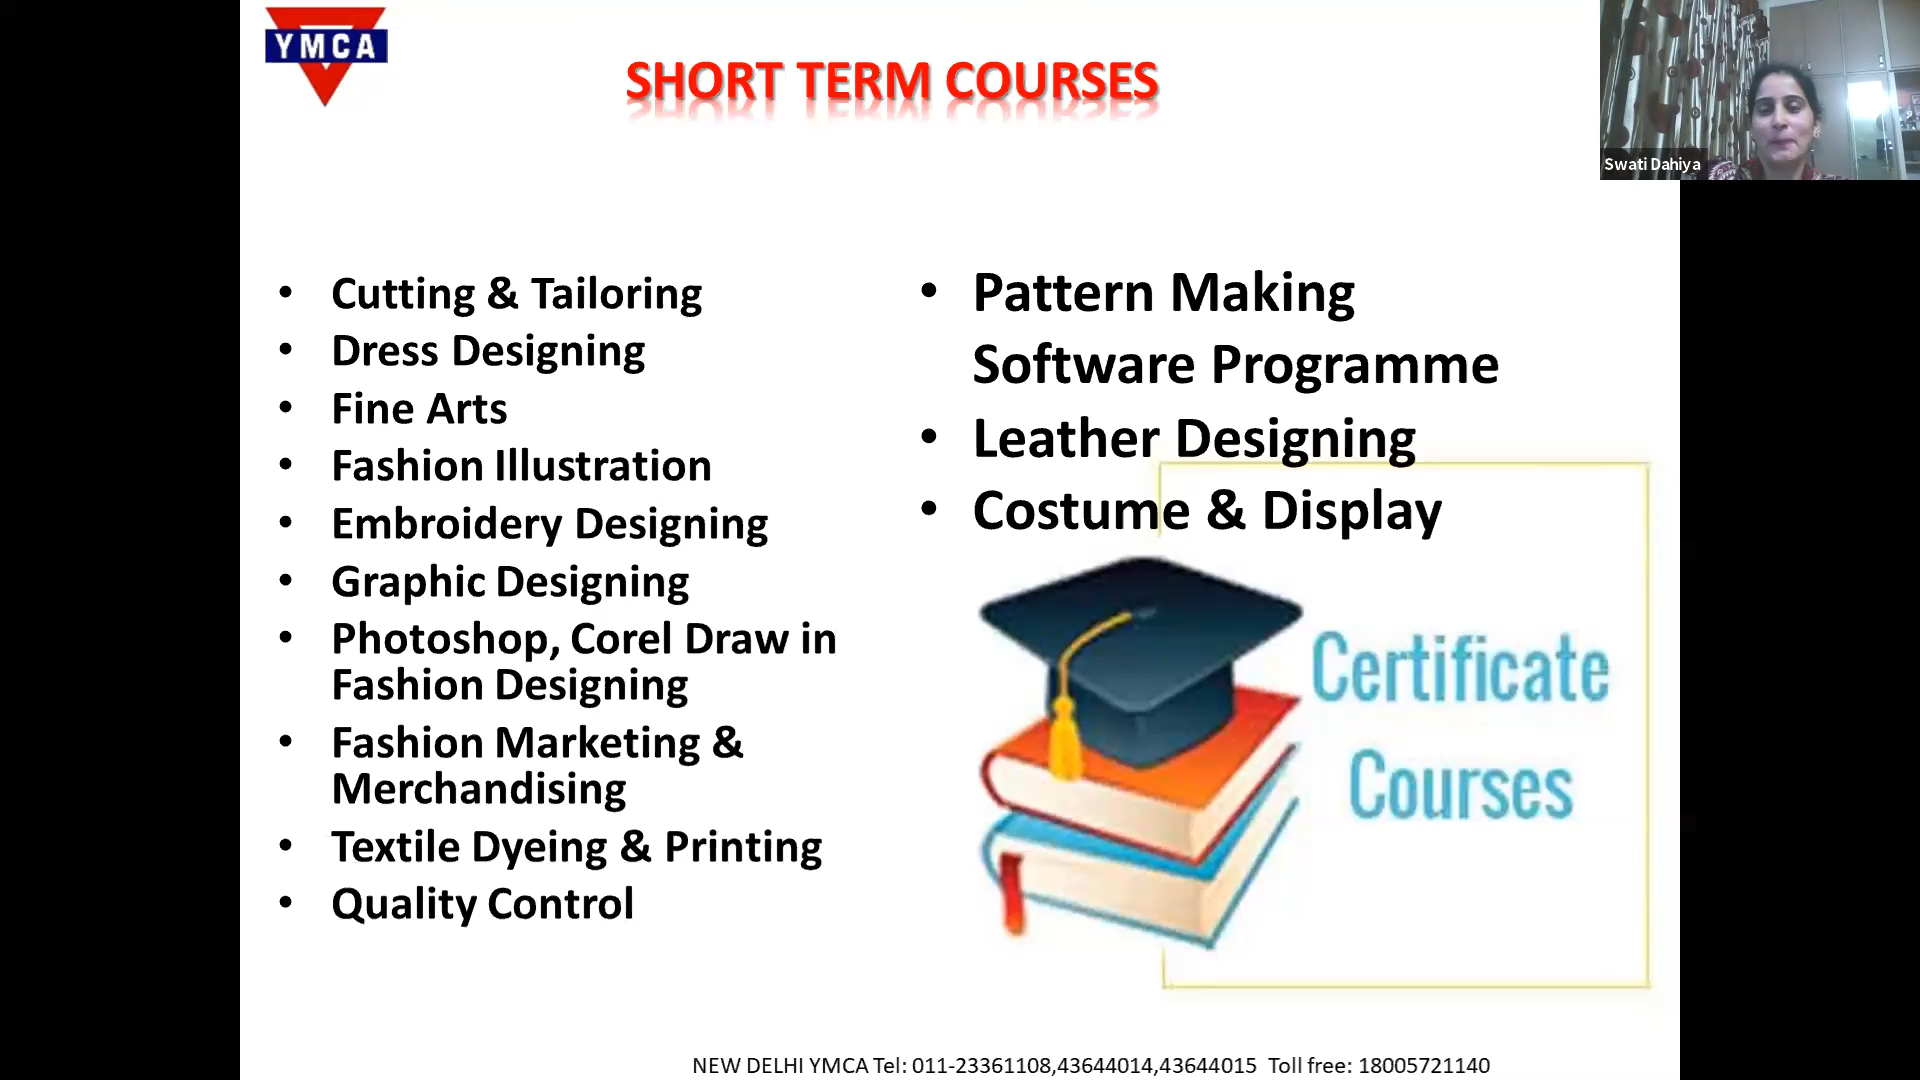 YMCA
SHORT TERM COURSES
Swati Dahiya
• Cutting & Tailoring
• Dress Designing
• Fine Arts
• Fashion Illustration
• Embroidery Designing
• Graphic Designing
• Photoshop, Corel Draw in
Fashion Designing
• Fashion Marketing &
Merchandising
• Textile Dyeing & Printing
• Quality Control
• Pattern Making
Software Programme
• Leather Designing
• Costume & Display
Certificate
Courses
NEW DELHI YMCA Tel: 011-23361108,43644014,43644015 Toll free: 18005721140